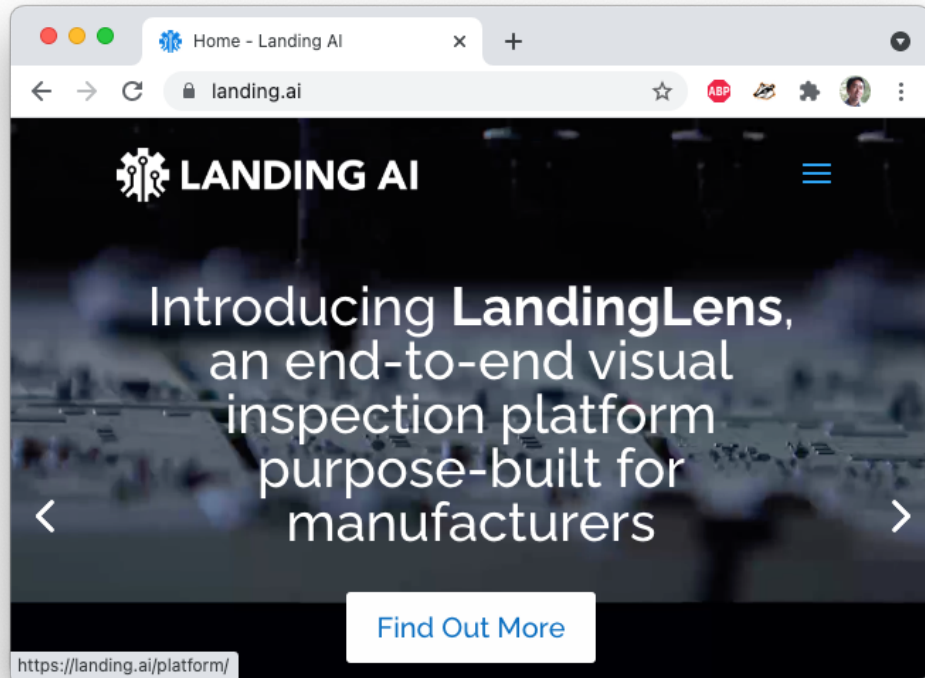 Home - Landing AI
landing.ai
ABP
LANDING AI
Introducing LandingLens,
an end-to-end visual
inspection platform
purpose-built for
manufacturers
Find Out More
https://landing.ai/platform/